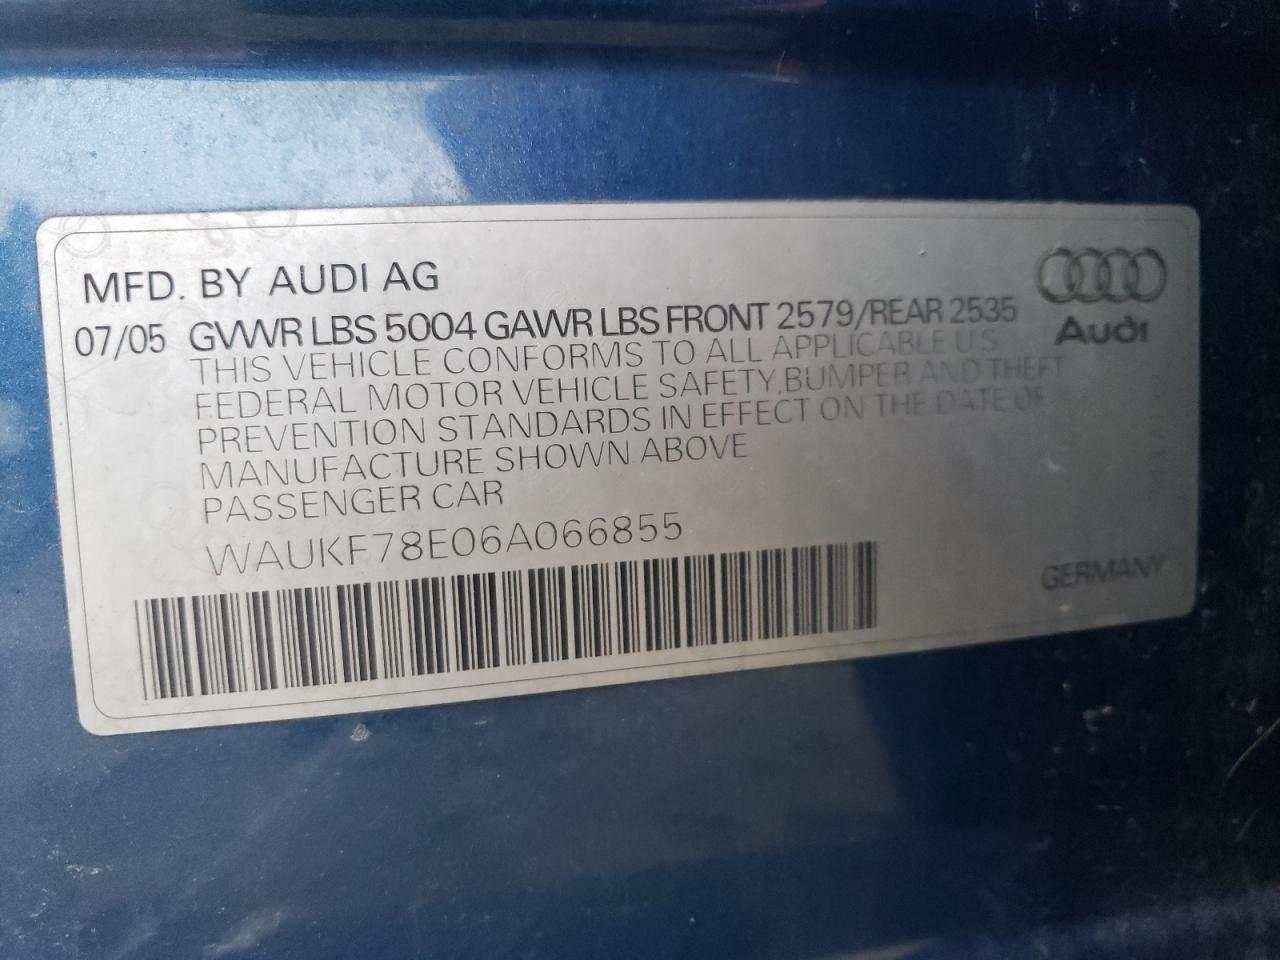 MFD. BY AUDI AG
07/05 GVWR LBS 5004 GAWR LBS FRONT 2579/REAR 2535
THIS VEHICLE CONFORMS TO ALL APPLICABLE U.S.
FEDERAL MOTOR VEHICLE SAFETY, BUMPER AND THEFT
PREVENTION STANDARDS IN EFFECT ON THE DATE OF
MANUFACTURE SHOWN ABOVE
PASSENGER CAR
WAUKF78E06A066855
Audi
GERMANY